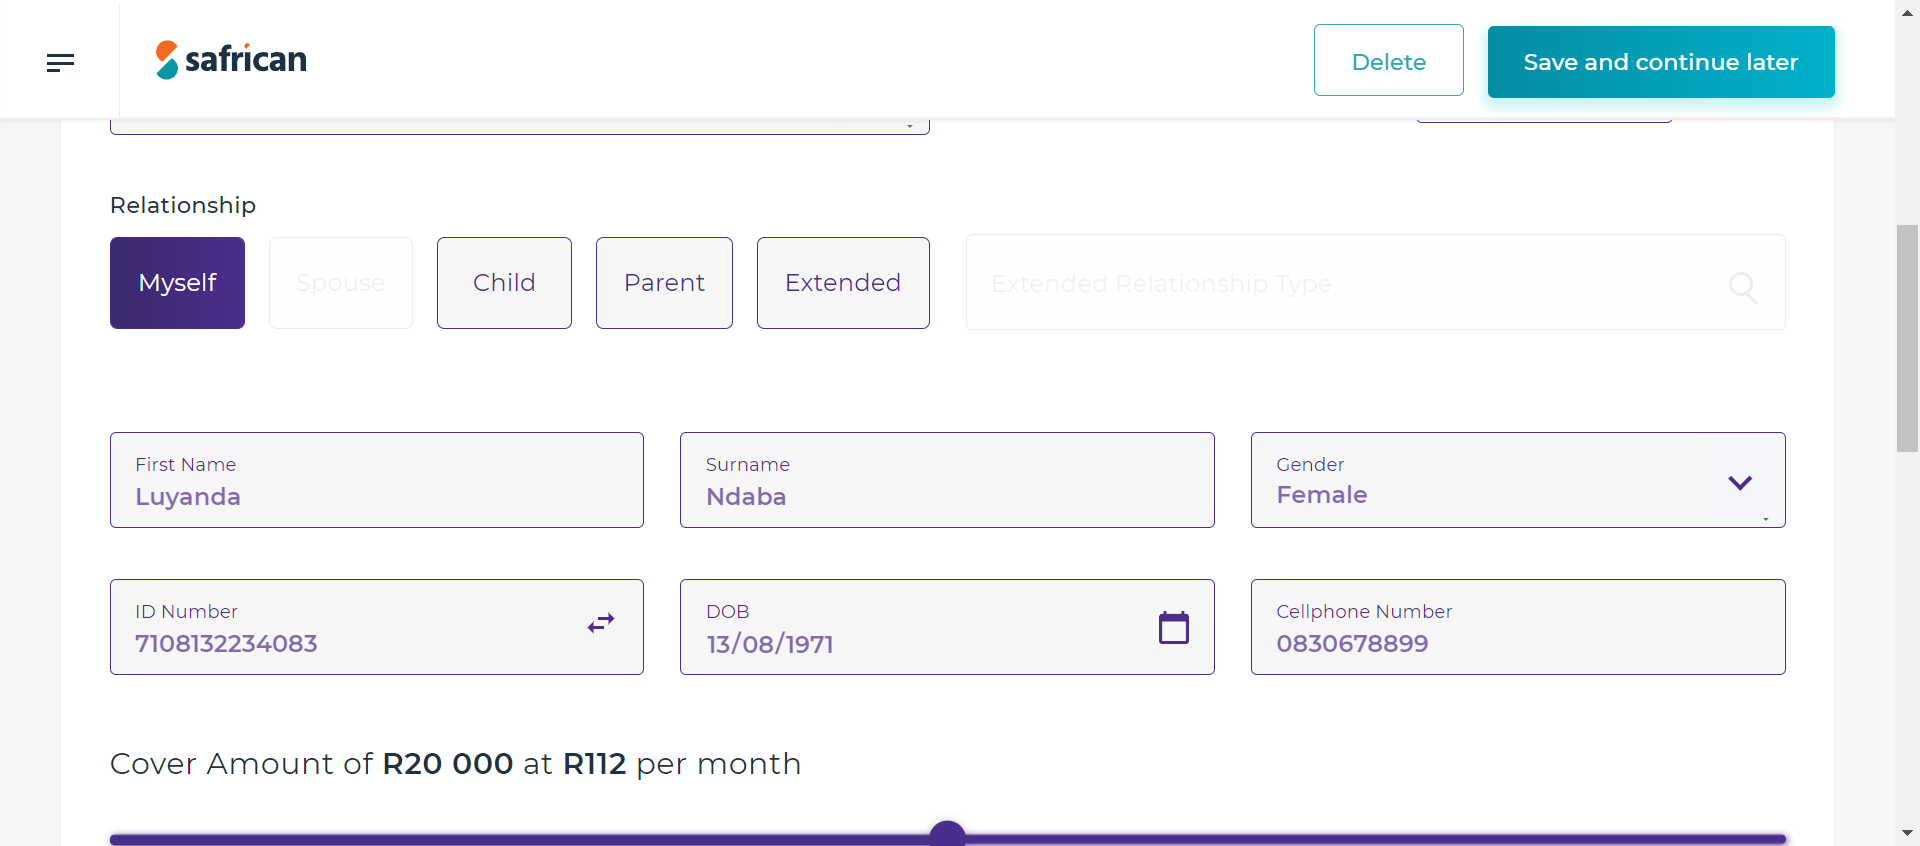 safrican
Delete
Save and continue later
Relationship
Myself
Spouse
Child
Parent
Extended
Extended Relationship Type
First Name
Luyanda
Surname
Ndaba
Gender
Female
ID Number
7108132234083
DOB
13/08/1971
Cellphone Number
0830678899
Cover Amount of R20 000 at R112 per month